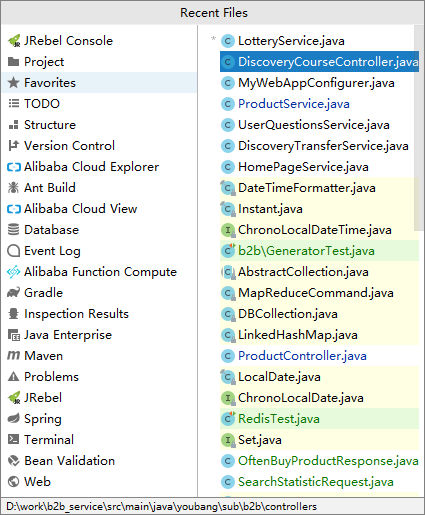 Recent Files
JRebel Console
Project
Favorites
TODO
Structure
Version Control
Alibaba Cloud Explorer
Ant Build
Alibaba Cloud View
Database
Event Log
Alibaba Function Compute
Gradle
Inspection Results
Java Enterprise
Maven
Problems
JRebel
Spring
Terminal
Bean Validation
Web
* LotteryService.java
DiscoveryCourseController.java
MyWebAppConfigurer.java
ProductService.java
UserQuestionsService.java
DiscoveryTransferService.java
HomePageService.java
DateTimeFormatter.java
Instant.java
ChronoLocalDateTime.java
b2b\GeneratorTest.java
AbstractCollection.java
MapReduceCommand.java
DBCollection.java
LinkedHashMap.java
ProductController.java
LocalDate.java
ChronoLocalDate.java
RedisTest.java
Set.java
OftenBuyProductResponse.java
SearchStatisticRequest.java
D:\work\b2b_service\src\main\java\youbang\sub\b2b\controllers